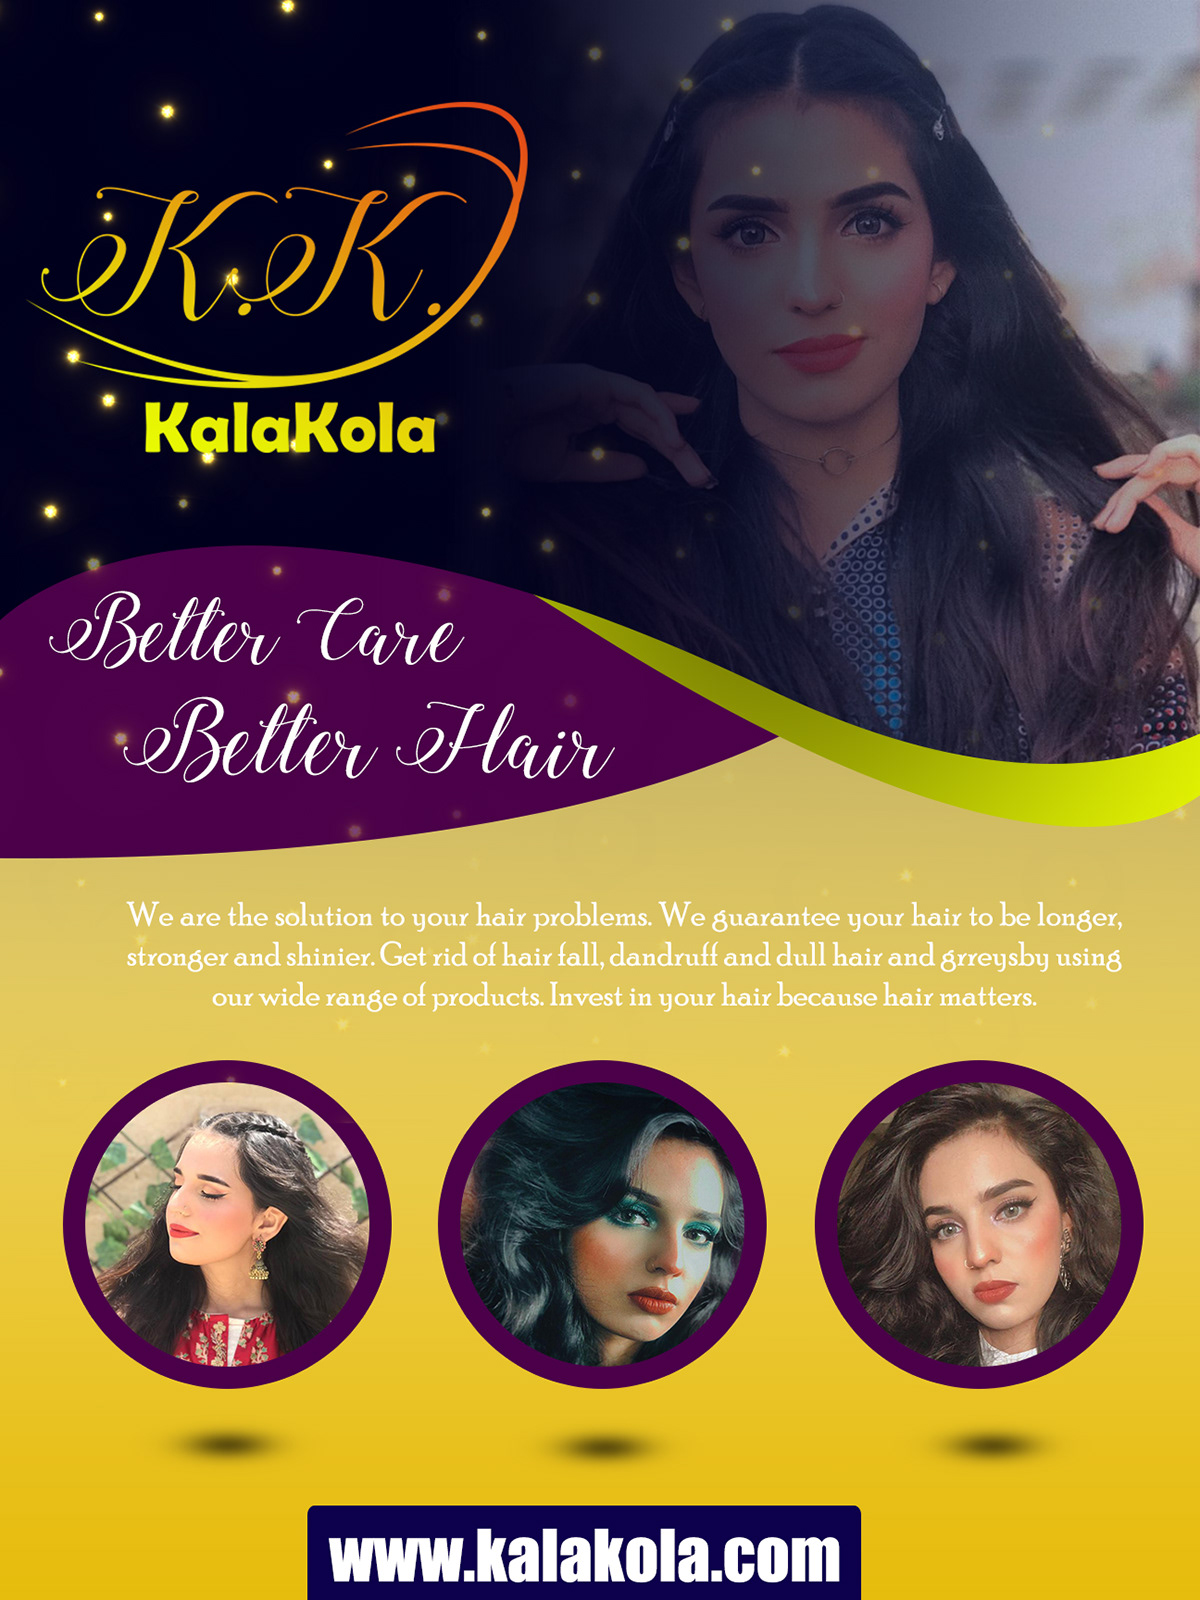 K.K.
KalaKola
Better Care
Better Hair
We are the solution to your hair problems. We guarantee your hair to be longer,
stronger and shinier. Get rid of hair fall, dandruff and dull hair and grreysby using
our wide range of products. Invest in your hair because hair matters.
www.kalakola.com